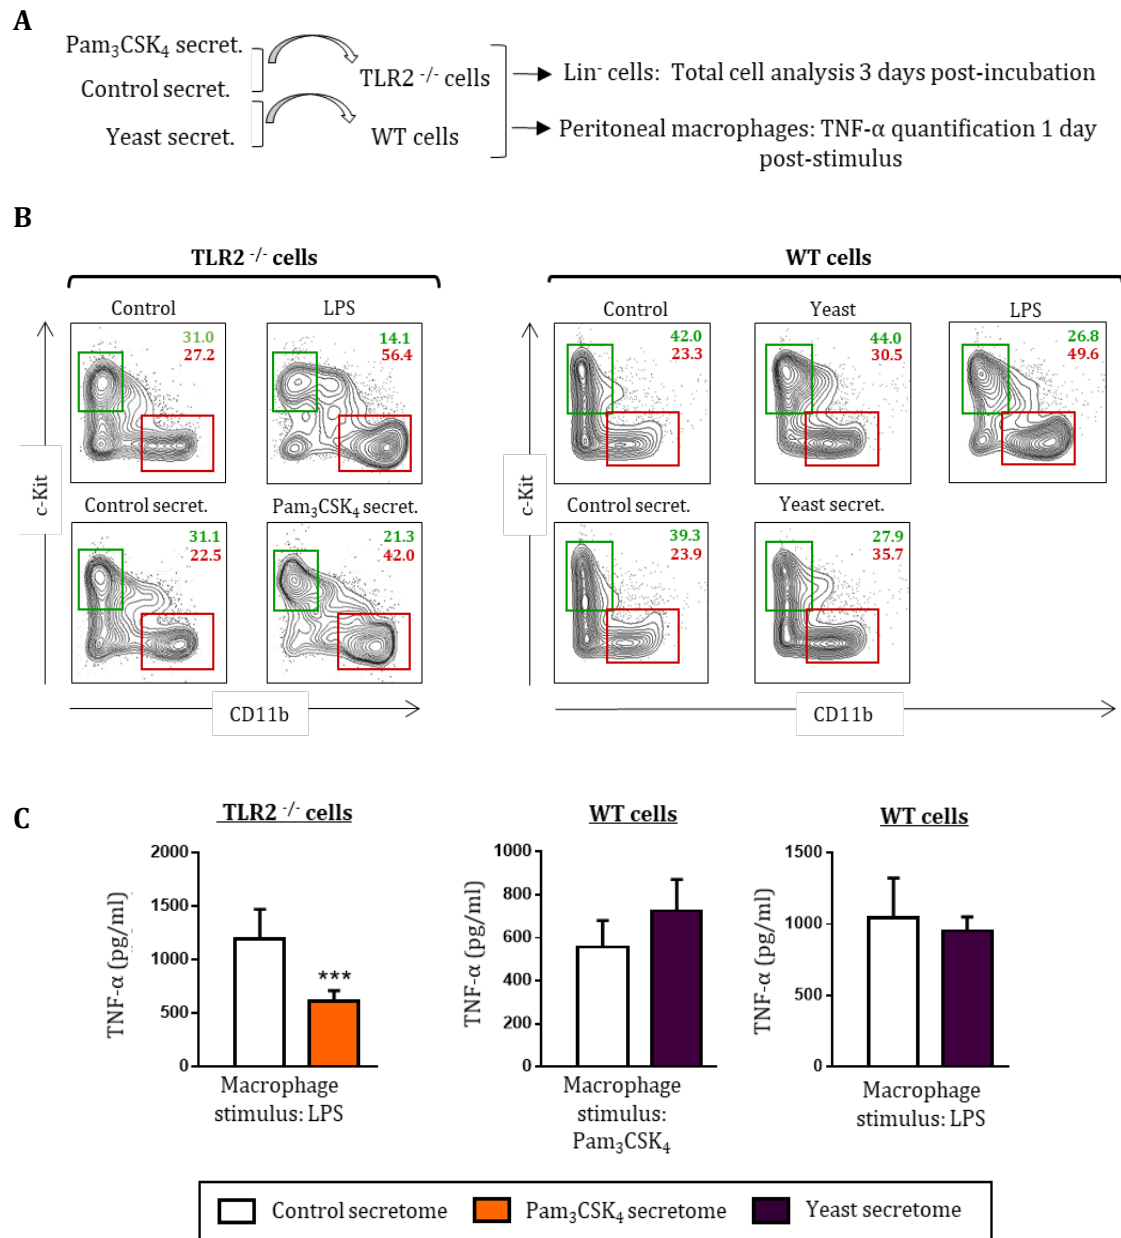 A
Pam₃CSK₄ secret.
Control secret.
Yeast secret.
TLR2 -/- cells
WT cells
Lin⁻ cells: Total cell analysis 3 days post-incubation
Peritoneal macrophages: TNF-α quantification 1 day
post-stimulus
B
TLR2 -/- cells
WT cells
Control
LPS
Control
Yeast
LPS
31.0
27.2
14.1
56.4
42.0
23.3
44.0
30.5
26.8
49.6
c-Kit
c-Kit
Control secret.
Pam₃CSK₄ secret.
Control secret.
Yeast secret.
31.1
22.5
21.3
42.0
39.3
23.9
27.9
35.7
CD11b
CD11b
C
TLR2 -/- cells
WT cells
WT cells
TNF-α (pg/ml)
2000
1500
1000
500
0
***
Macrophage
stimulus: LPS
TNF-α (pg/ml)
1000
800
600
400
200
0
Macrophage
stimulus:
Pam₃CSK₄
TNF-α (pg/ml)
1500
1000
500
0
Macrophage
stimulus: LPS
Control secretome
Pam₃CSK₄ secretome
Yeast secretome